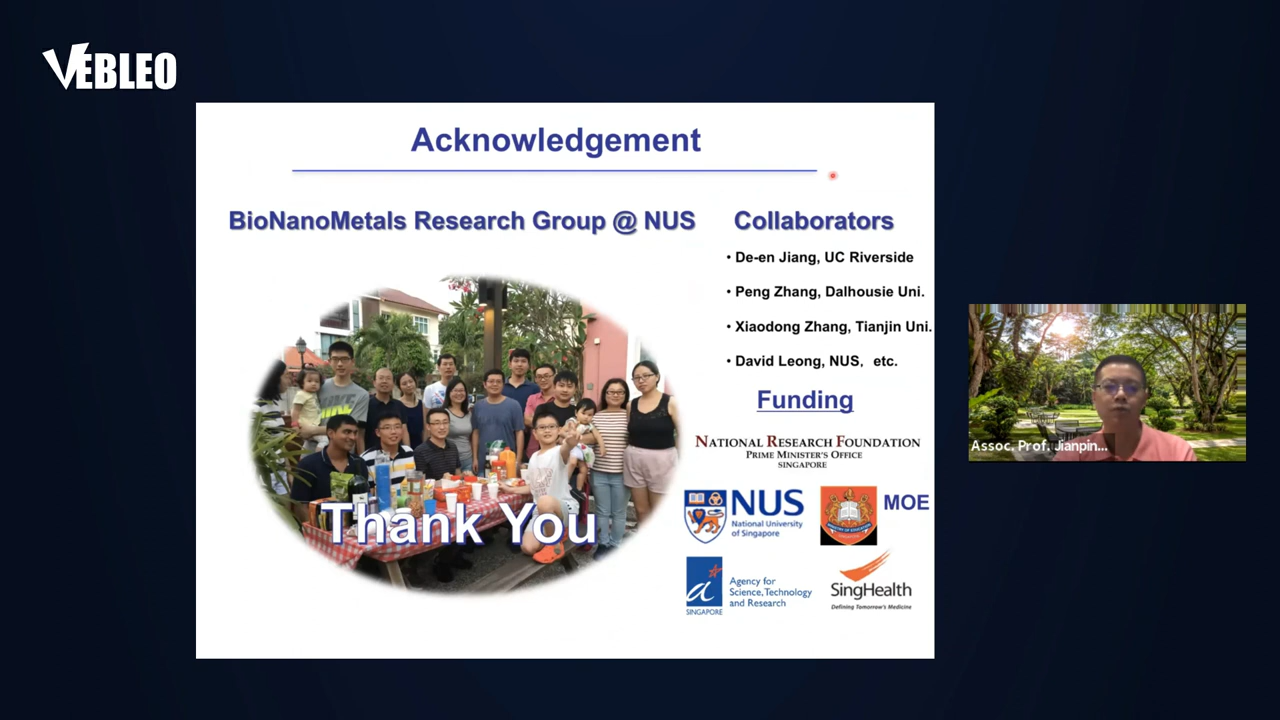 VEBLEO
Acknowledgement
BioNanoMetals Research Group @ NUS
Thank You
Collaborators
• De-en Jiang, UC Riverside
• Peng Zhang, Dalhousie Uni.
• Xiaodong Zhang, Tianjin Uni.
• David Leong, NUS, etc.
Funding
NATIONAL RESEARCH FOUNDATION
PRIME MINISTER'S OFFICE
SINGAPORE
NUS
National University
of Singapore
MOE
SINGAPORE
Agency for
Science, Technology
and Research
SingHealth
Defining Tomorrow's Medicine
Assoc. Prof. Jianpin...